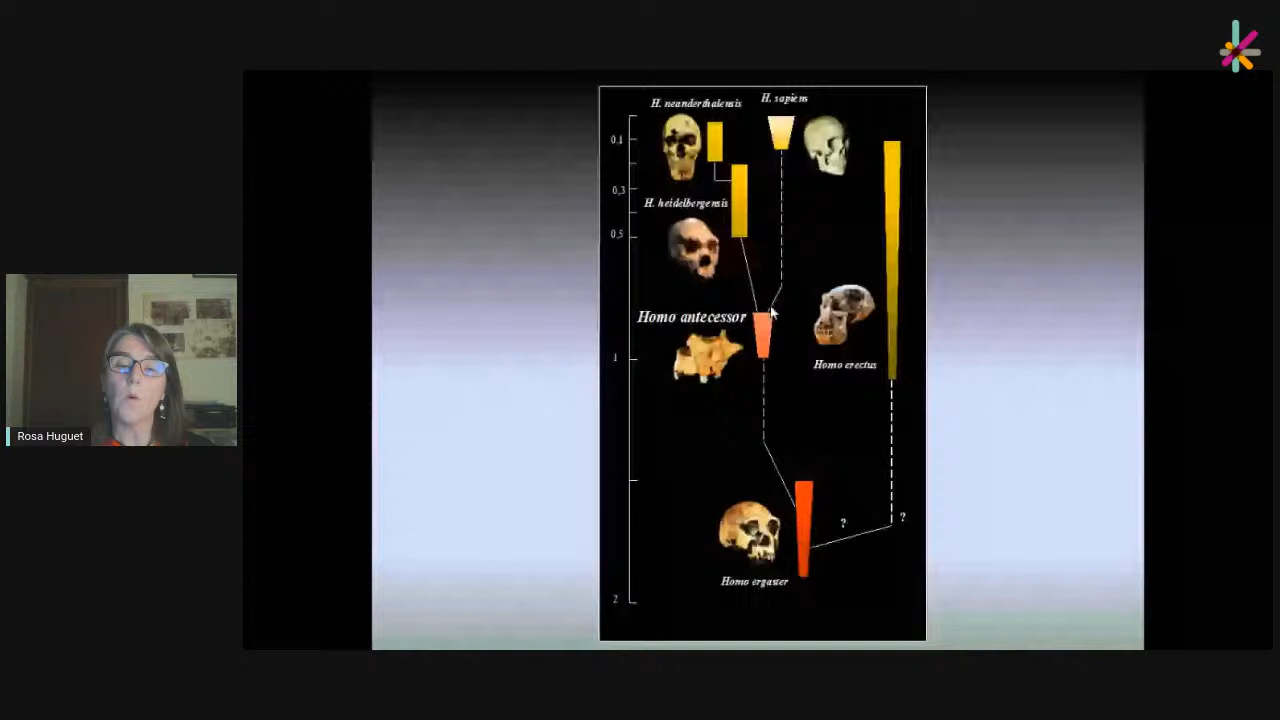 H. neanderthalensis
H. sapiens
0,1
0,3
H. heidelbergensis
0,5
Homo antecessor
1
Homo erectus
Rosa Huguet
?
?
Homo ergaster
2